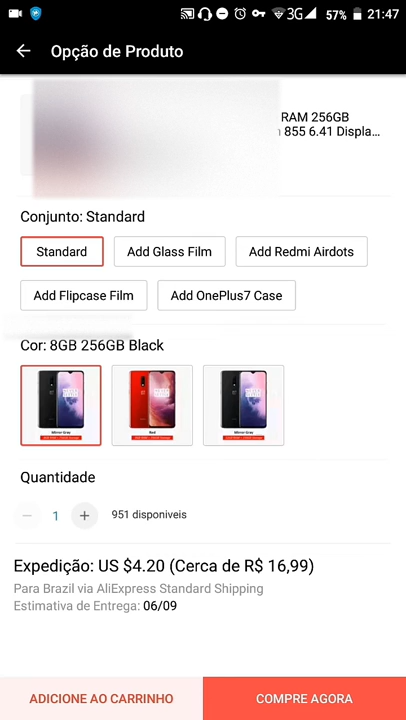 3G 57% 21:47
Opção de Produto
RAM 256GB
855 6.41 Displa...
Conjunto: Standard
Standard Add Glass Film Add Redmi Airdots
Add Flipcase Film Add OnePlus7 Case
Cor: 8GB 256GB Black
Mirror Gray Red Mirror Gray
Quantidade
− 1 + 951 disponiveis
Expedição: US $4.20 (Cerca de R$ 16,99)
Para Brazil via AliExpress Standard Shipping
Estimativa de Entrega: 06/09
ADICIONE AO CARRINHO COMPRE AGORA